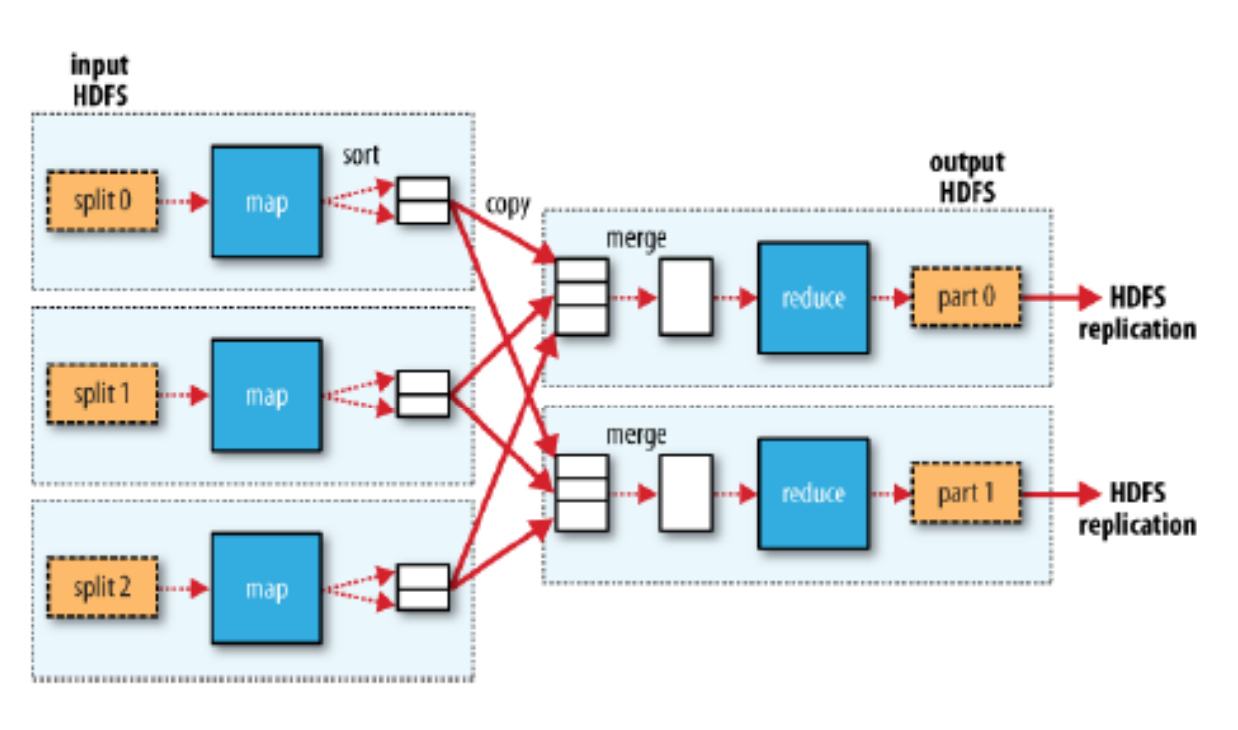 input
HDFS
split 0
map
sort
copy
split 1
map
split 2
map
output
HDFS
merge
reduce
part 0
HDFS
replication
merge
reduce
part 1
HDFS
replication